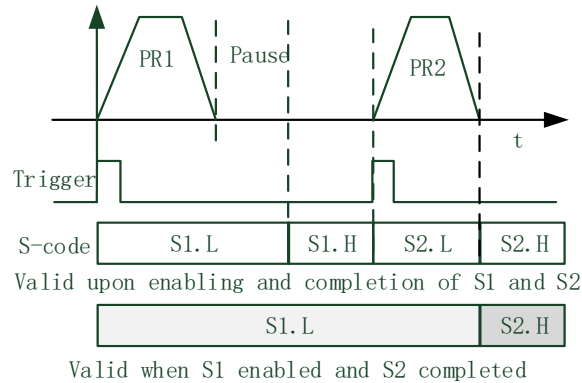 PR1
Pause
PR2
t
Trigger
S-code S1.L S1.H S2.L S2.H
Valid upon enabling and completion of S1 and S2
S1.L S2.H
Valid when S1 enabled and S2 completed